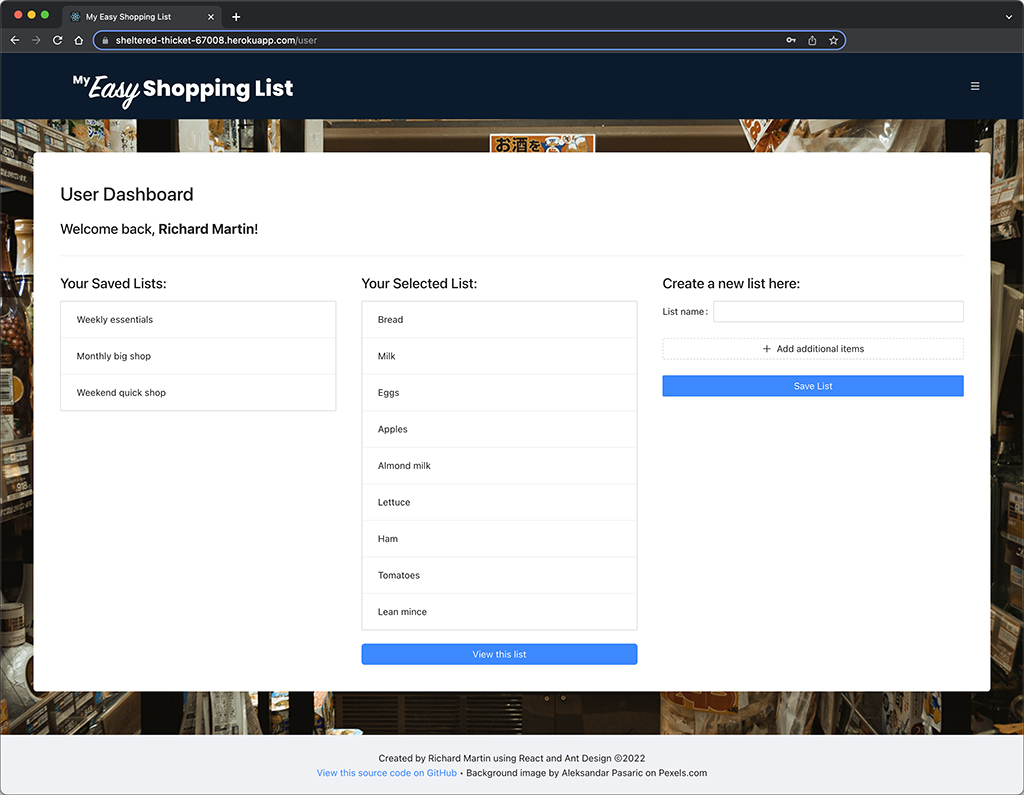 My Easy Shopping List
sheltered-thicket-67008.herokuapp.com/user
My Easy Shopping List
お酒を
User Dashboard
Welcome back, Richard Martin!
Your Saved Lists:
Weekly essentials
Monthly big shop
Weekend quick shop
Your Selected List:
Bread
Milk
Eggs
Apples
Almond milk
Lettuce
Ham
Tomatoes
Lean mince
View this list
Create a new list here:
List name :
+ Add additional items
Save List
Created by Richard Martin using React and Ant Design ©2022
View this source code on GitHub • Background image by Aleksandar Pasaric on Pexels.com